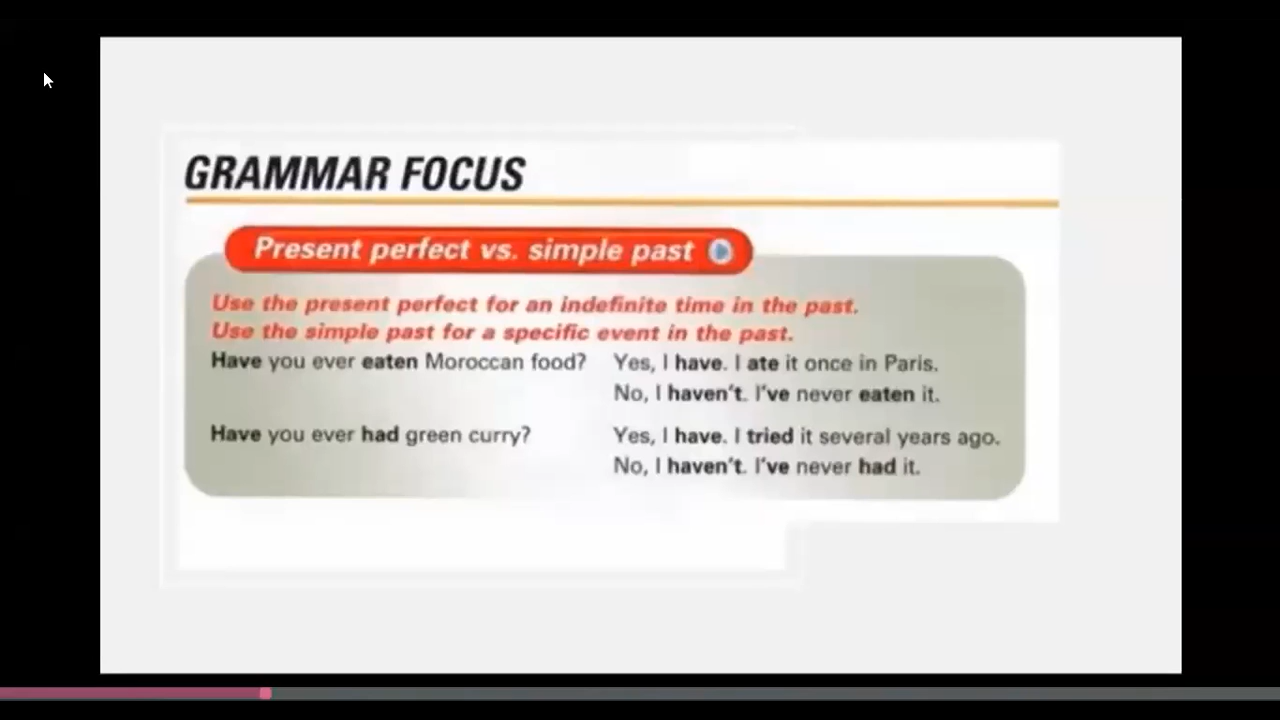 GRAMMAR FOCUS
Present perfect vs. simple past
Use the present perfect for an indefinite time in the past.
Use the simple past for a specific event in the past.
Have you ever eaten Moroccan food? Yes, I have. I ate it once in Paris.
No, I haven't. I've never eaten it.
Have you ever had green curry? Yes, I have. I tried it several years ago.
No, I haven't. I've never had it.